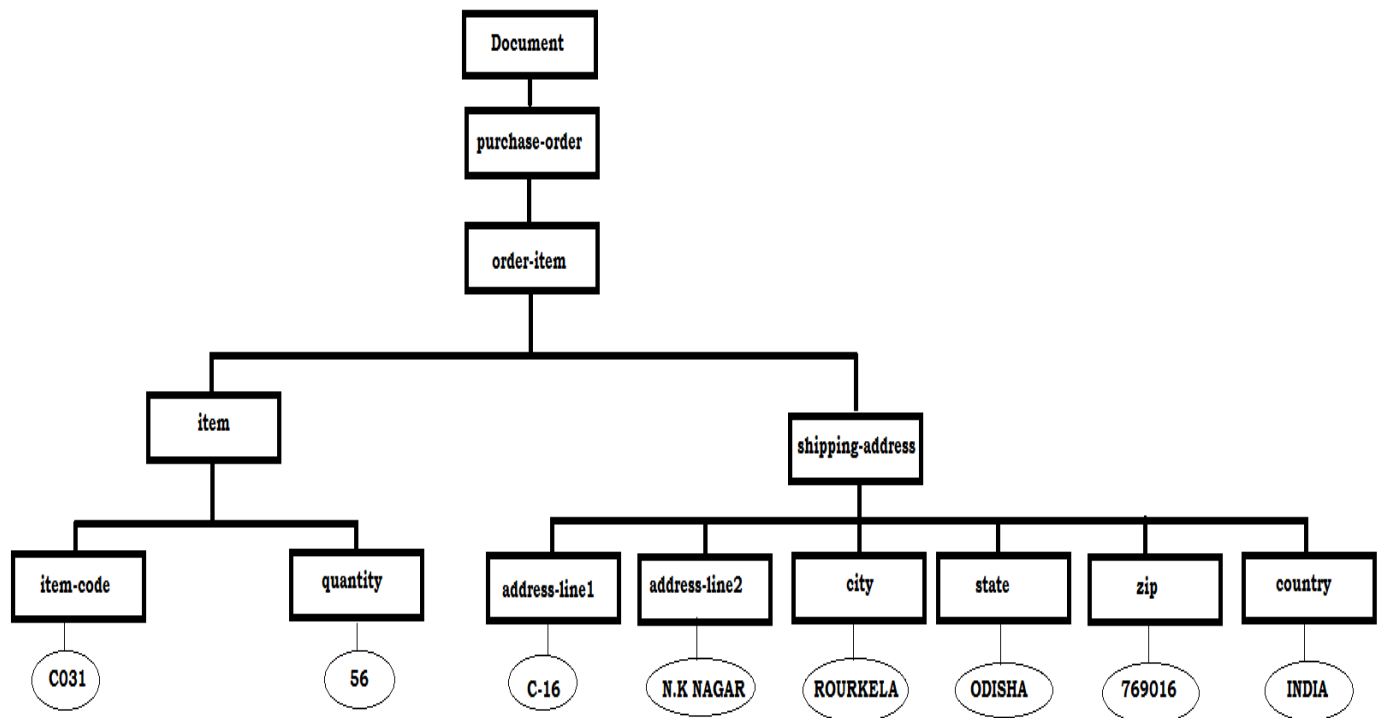 Document
purchase-order
order-item
item
shipping-address
item-code
quantity
address-line1
address-line2
city
state
zip
country
C031
56
C-16
N.K NAGAR
ROURKELA
ODISHA
769016
INDIA